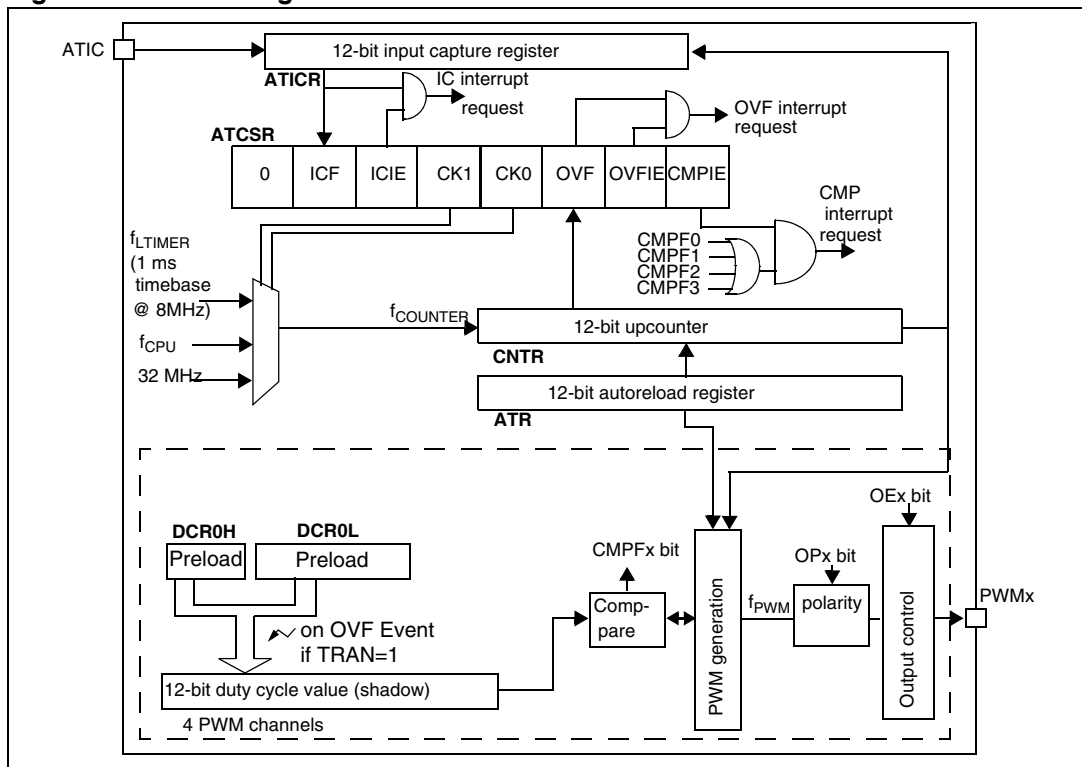 ATIC
12-bit input capture register
ATICR
IC interrupt
request
OVF interrupt
request
ATCSR
0 ICF ICIE CK1 CK0 OVF OVFIE CMPIE
CMP
interrupt
request
CMPF0
CMPF1
CMPF2
CMPF3
fLTIMER
(1 ms
timebase
@ 8MHz)
fCPU
32 MHz
fCOUNTER
12-bit upcounter
CNTR
12-bit autoreload register
ATR
OEx bit
DCR0H DCR0L
Preload Preload
CMPFx bit
OPx bit
Comp-
pare
PWM generation
fPWM
polarity
Output control
PWMx
on OVF Event
if TRAN=1
12-bit duty cycle value (shadow)
4 PWM channels